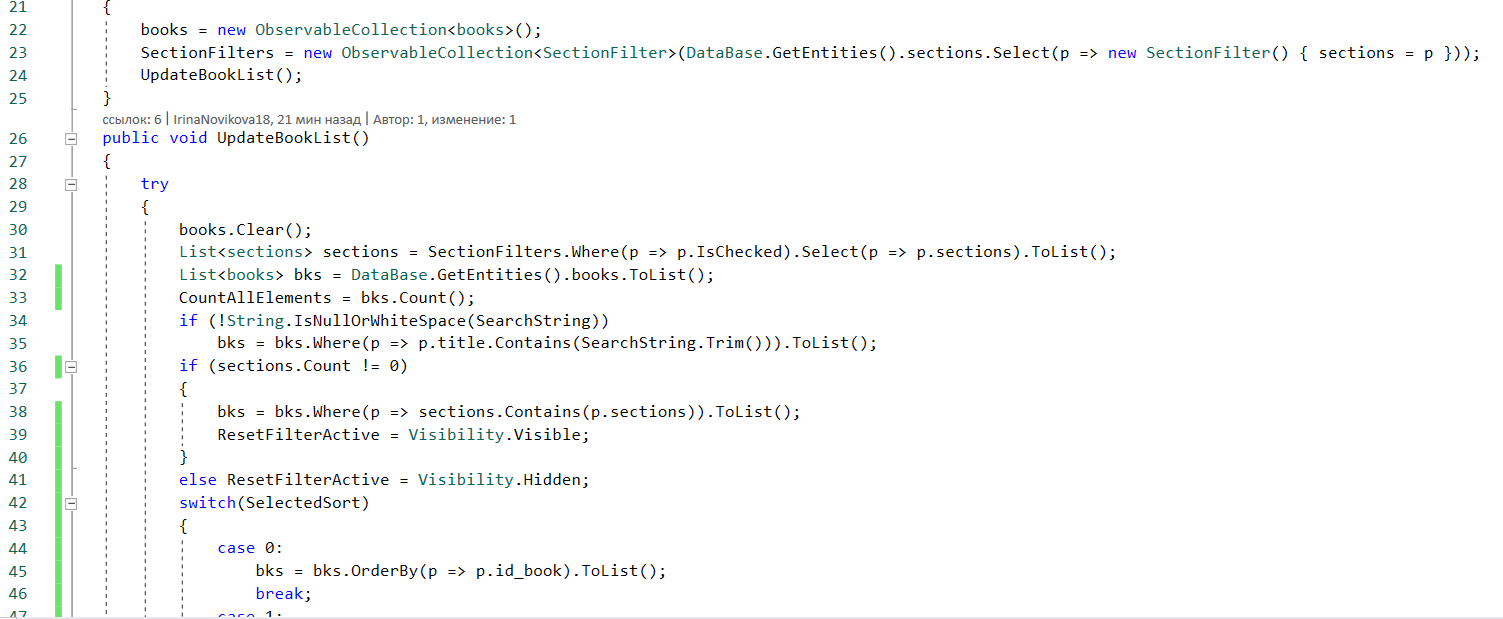 21 {
22 books = new ObservableCollection<books>();
23 SectionFilters = new ObservableCollection<SectionFilter>(DataBase.GetEntities().sections.Select(p => new SectionFilter() { sections = p }));
24 UpdateBookList();
25 }
ссылок: 6 | IrinaNovikova18, 21 мин назад | Автор: 1, изменение: 1
26 public void UpdateBookList()
27 {
28 try
29 {
30 books.Clear();
31 List<sections> sections = SectionFilters.Where(p => p.IsChecked).Select(p => p.sections).ToList();
32 List<books> bks = DataBase.GetEntities().books.ToList();
33 CountAllElements = bks.Count();
34 if (!String.IsNullOrWhiteSpace(SearchString))
35 bks = bks.Where(p => p.title.Contains(SearchString.Trim())).ToList();
36 if (sections.Count != 0)
37 {
38 bks = bks.Where(p => sections.Contains(p.sections)).ToList();
39 ResetFilterActive = Visibility.Visible;
40 }
41 else ResetFilterActive = Visibility.Hidden;
42 switch(SelectedSort)
43 {
44 case 0:
45 bks = bks.OrderBy(p => p.id_book).ToList();
46 break;
47 case 1: